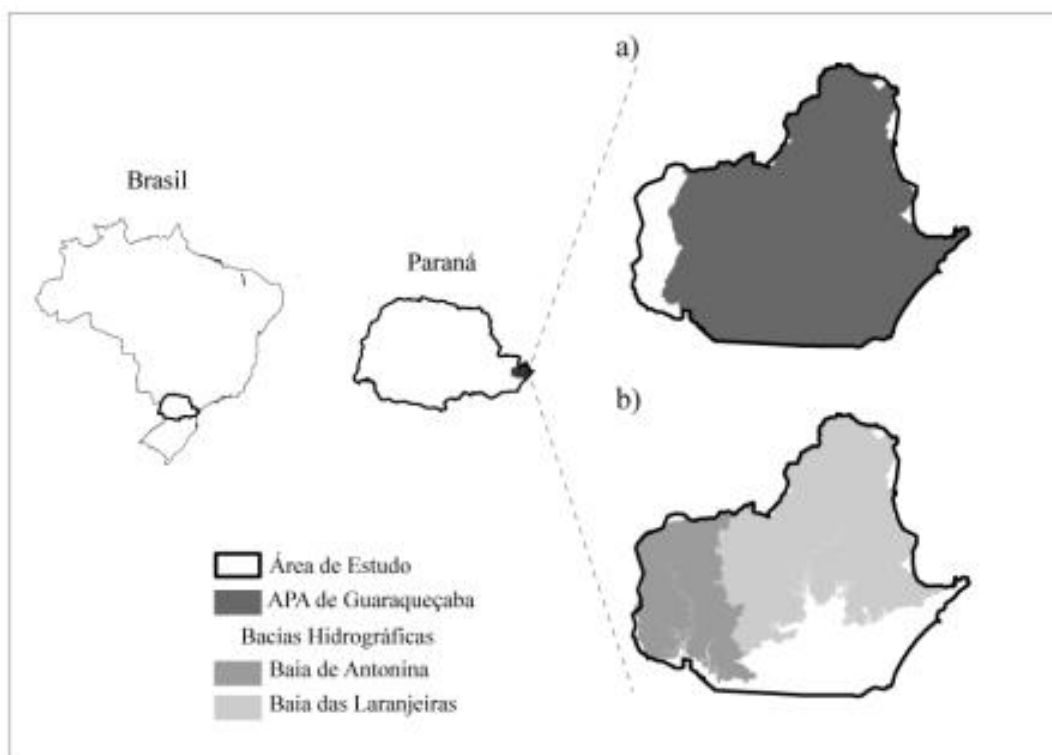 a)
Brasil
Paraná
b)
Área de Estudo
APA de Guaraqueçaba
Bacias Hidrográficas
Baia de Antonina
Baia das Laranjeiras